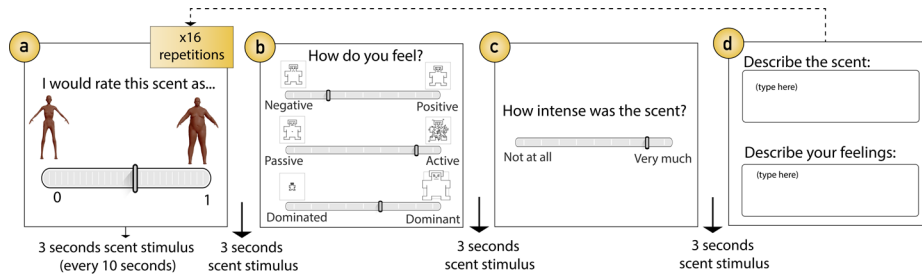 a
x16
repetitions
I would rate this scent as...
0
1
3 seconds scent stimulus
(every 10 seconds)
b
How do you feel?
Negative
Positive
Passive
Active
Dominated
Dominant
3 seconds
scent stimulus
c
How intense was the scent?
Not at all
Very much
3 seconds
scent stimulus
d
Describe the scent:
(type here)
Describe your feelings:
(type here)
3 seconds
scent stimulus